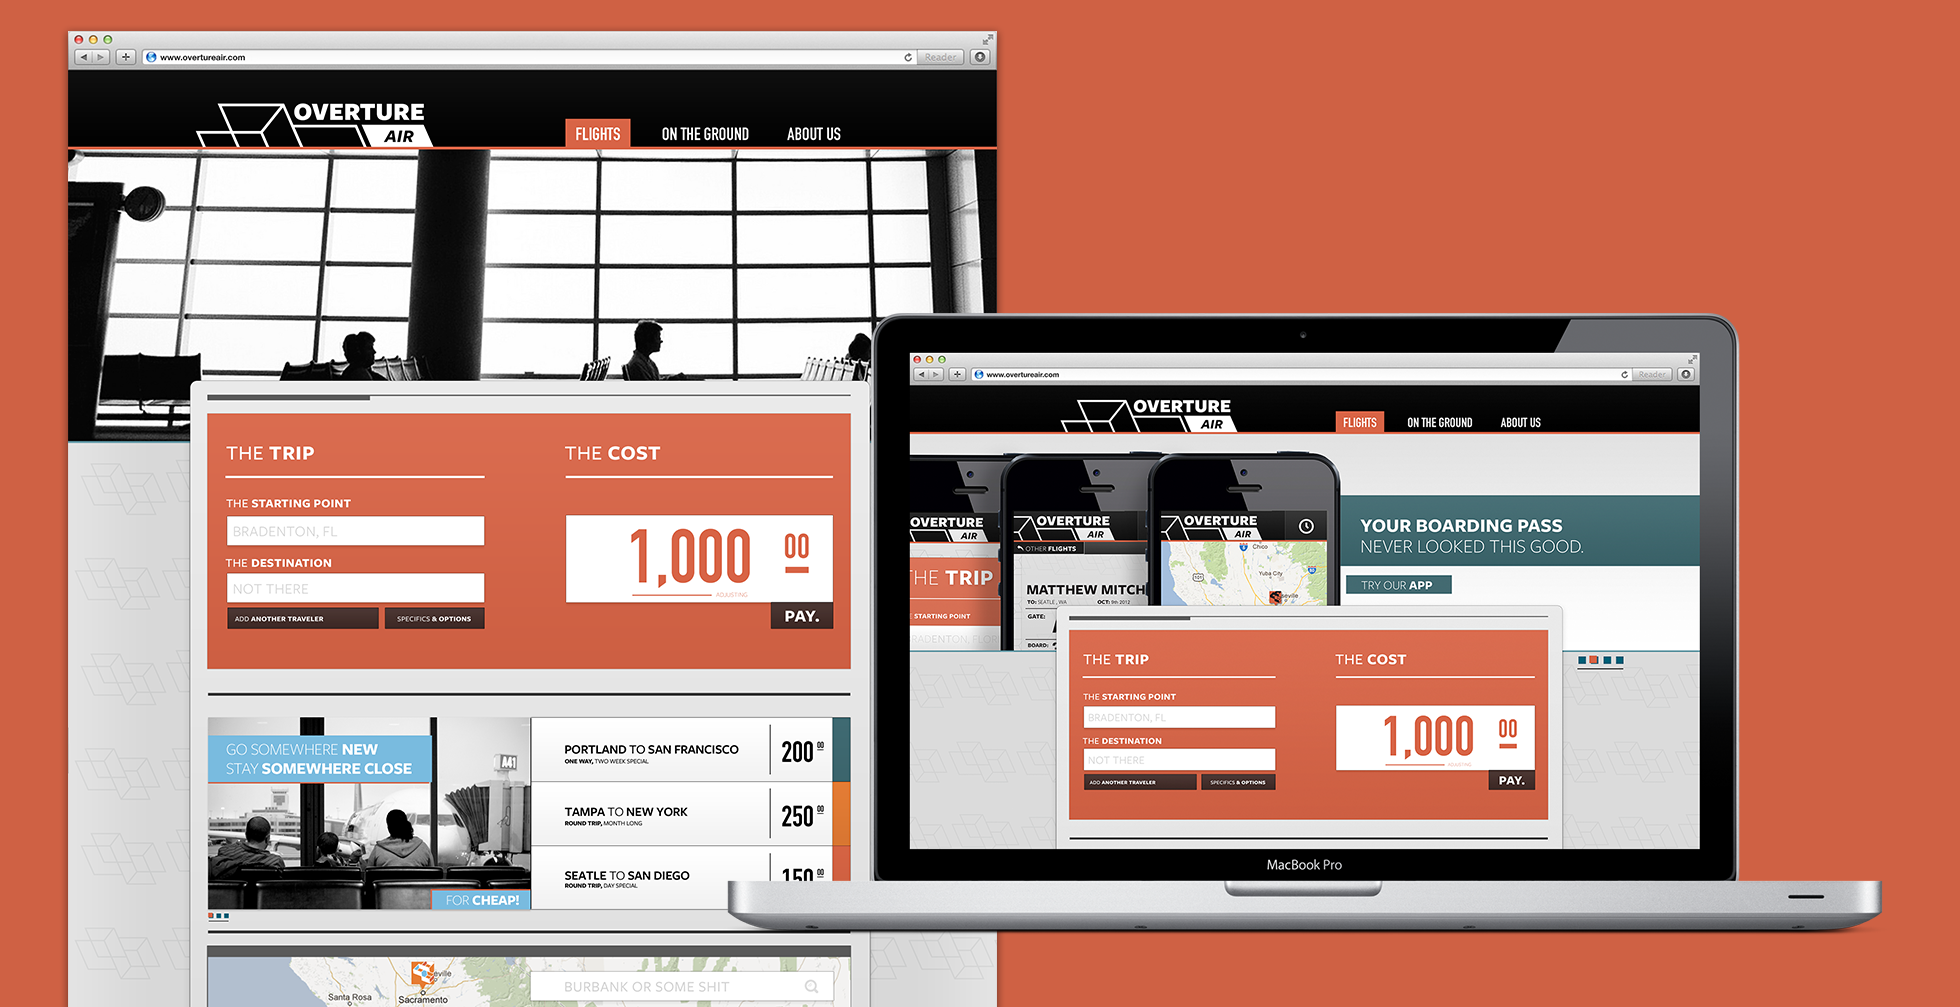 www.overtureair.com
Reader
OVERTURE
AIR
FLIGHTS
ON THE GROUND
ABOUT US
THE TRIP
THE STARTING POINT
BRADENTON, FL
THE DESTINATION
NOT THERE
ADD ANOTHER TRAVELER
SPECIFICS & OPTIONS
THE COST
1,000 00
ADJUSTING
PAY.
GO SOMEWHERE NEW
STAY SOMEWHERE CLOSE
M1
FOR CHEAP!
PORTLAND TO SAN FRANCISCO
ONE WAY, TWO WEEK SPECIAL
200 00
TAMPA TO NEW YORK
ROUND TRIP, MONTH LONG
250 00
SEATLE TO SAN DIEGO
ROUND TRIP, DAY SPECIAL
150 00
eville
Santa Rosa
Sacramento
BURBANK OR SOME SHIT
www.overtureair.com
Reader
OVERTURE
AIR
FLIGHTS
ON THE GROUND
ABOUT US
OVERTURE
AIR
THE TRIP
STARTING POINT
BRADENTON, FLOR
OVERTURE
AIR
OTHER FLIGHTS
MATTHEW MITCH
TO: SEATLE, WA
OCT: 9th 2012
GATE:
BOARD:
OVERTURE
AIR
Chico
5
101
Yuba City
80
seville
YOUR BOARDING PASS
NEVER LOOKED THIS GOOD.
TRY OUR APP
THE TRIP
THE STARTING POINT
BRADENTON, FL
THE DESTINATION
NOT THERE
ADD ANOTHER TRAVELER
SPECIFICS & OPTIONS
THE COST
1,000 00
ADJUSTING
PAY.
MacBook Pro